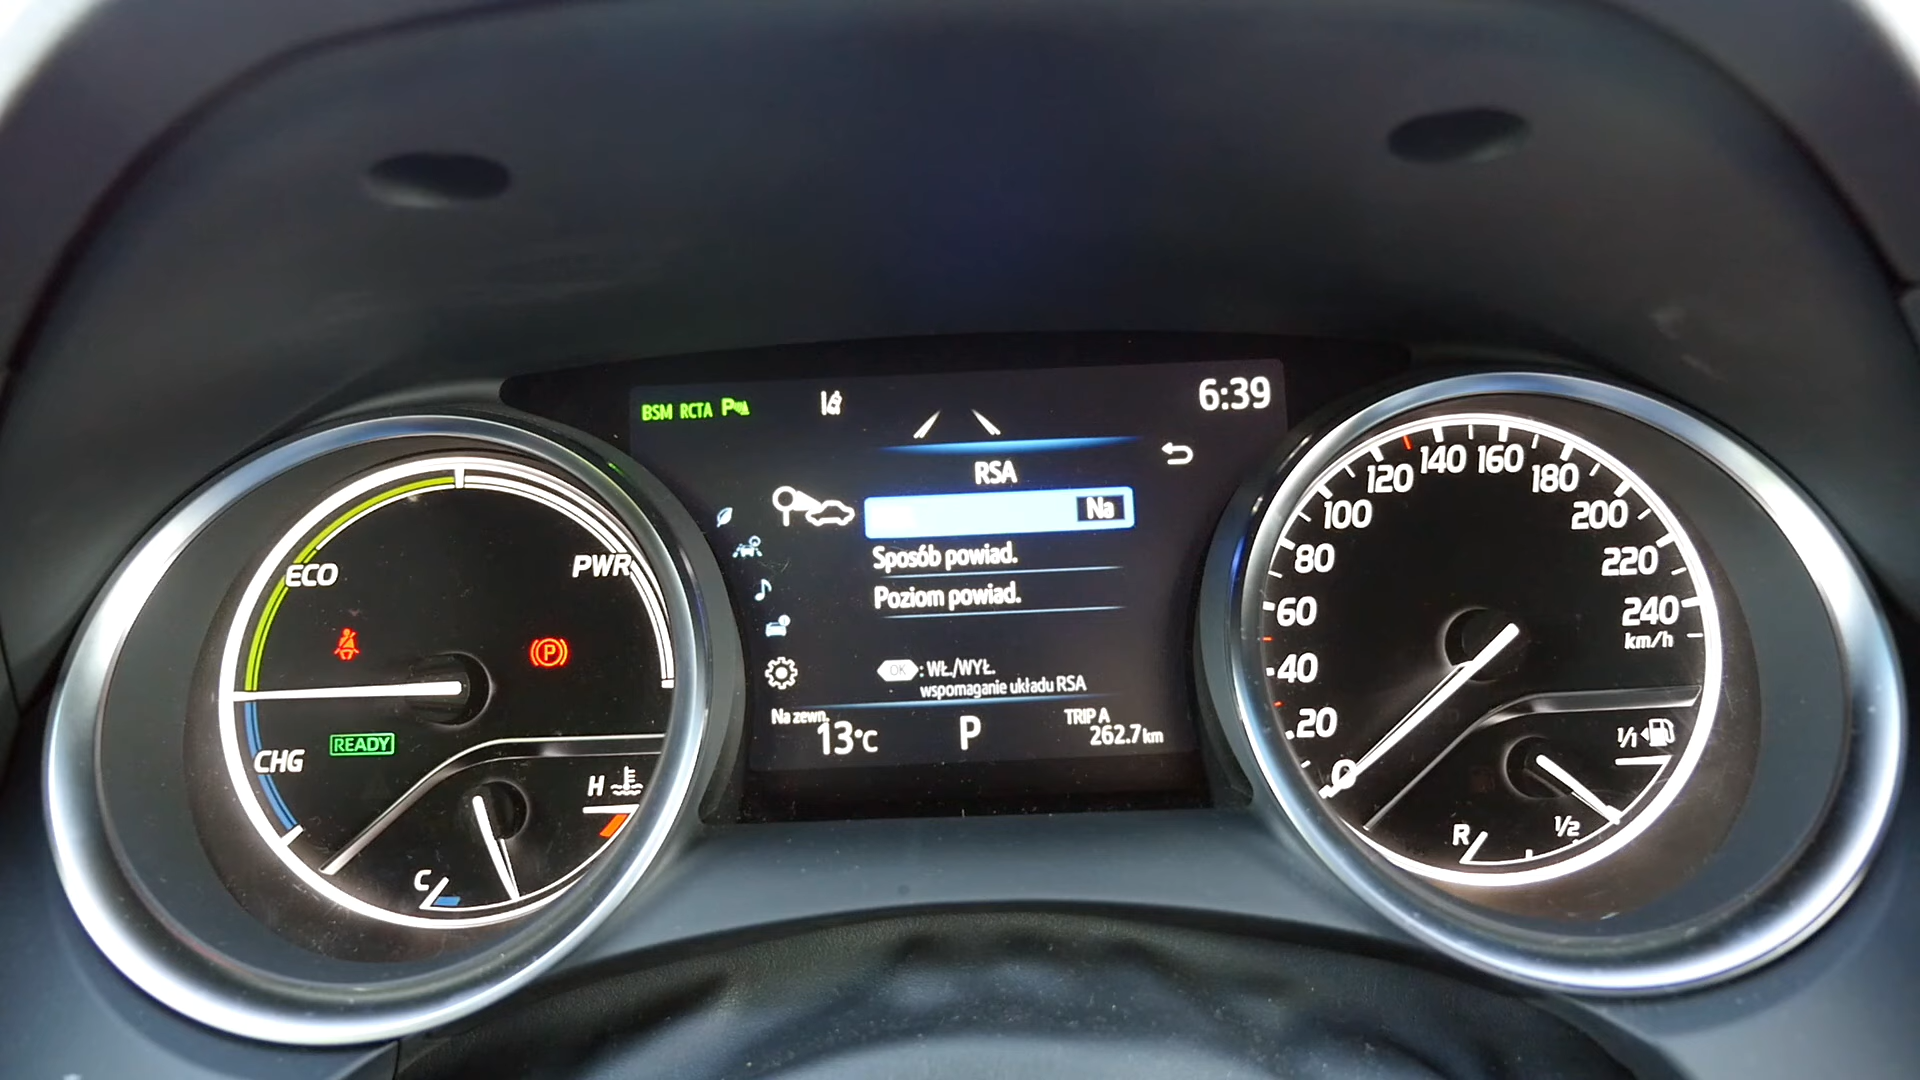 BSM RCTA P
6:39
RSA
Na
Sposób powiad.
Poziom powiad.
OK : WŁ./WYŁ.
wspomaganie układu RSA
Na zewn.
13°C
P
TRIP A
262.7 km
ECO
PWR
P
READY
CHG
H
C
0
20
40
60
80
100
120
140
160
180
200
220
240
km/h
1/1
1/2
R